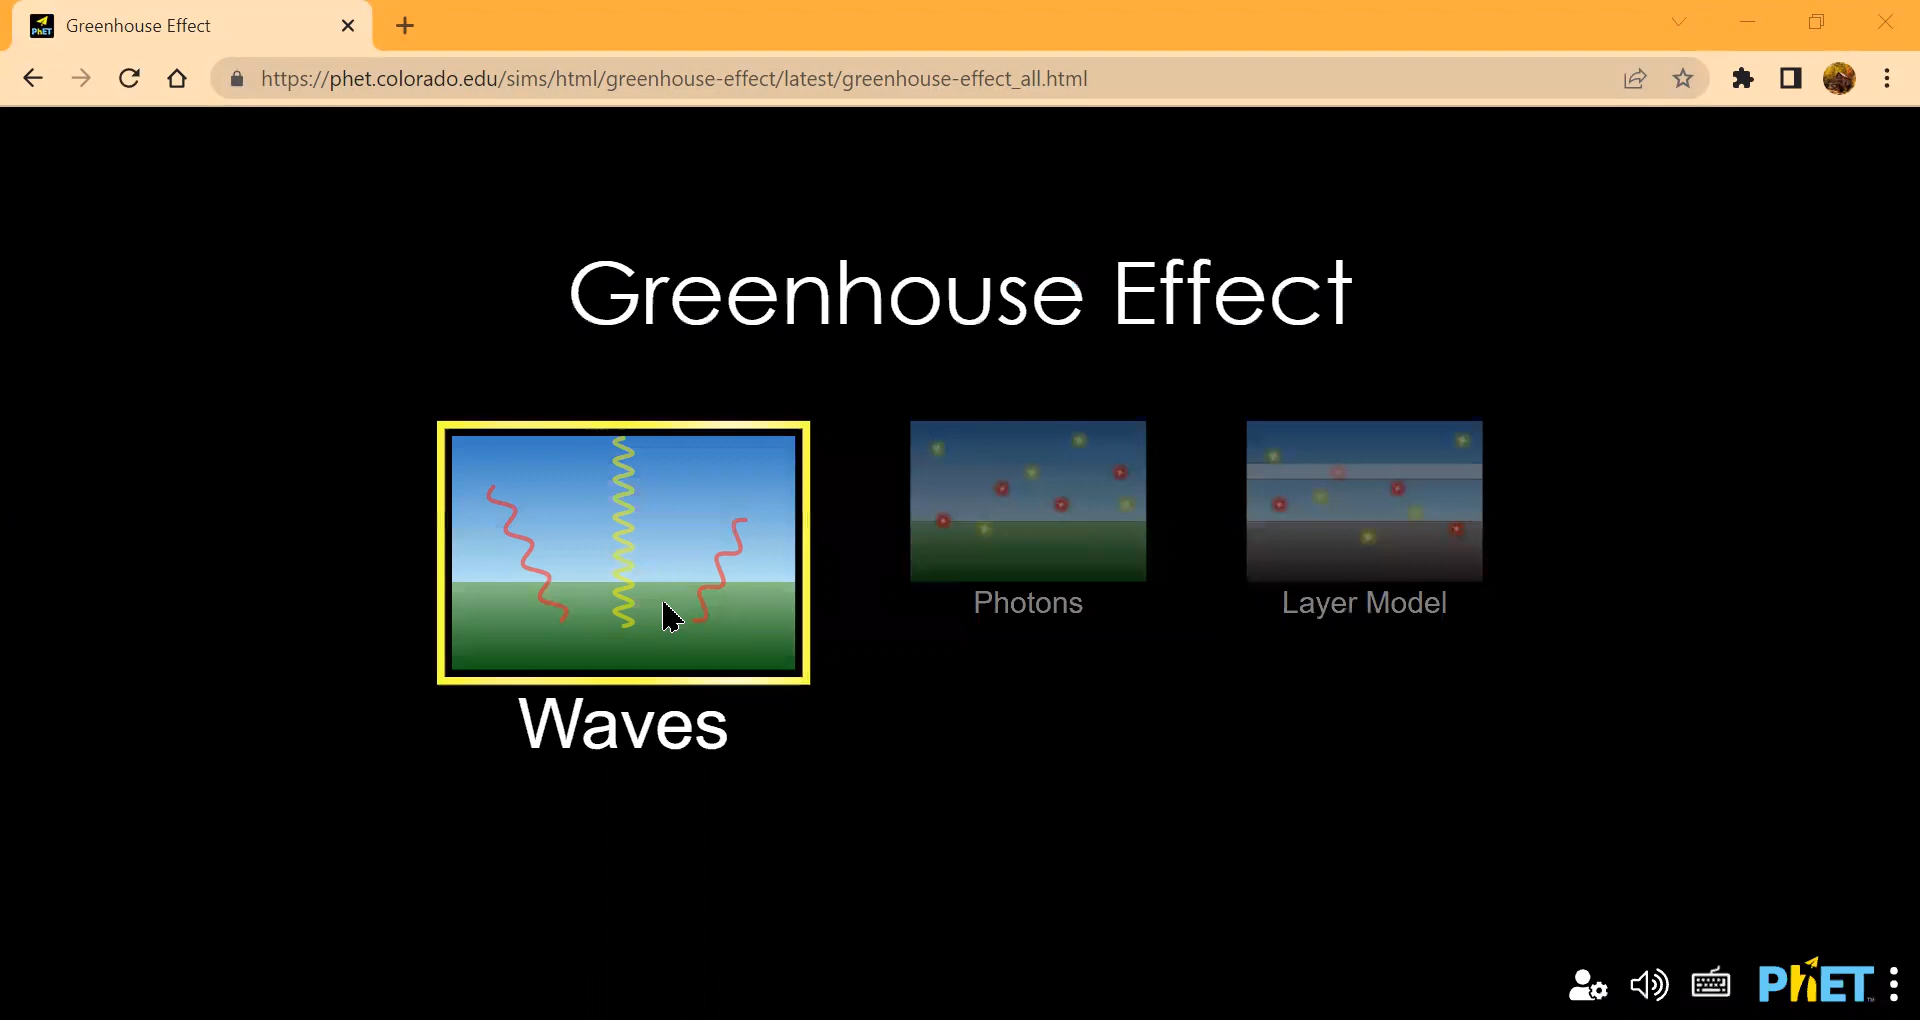 Greenhouse Effect
https://phet.colorado.edu/sims/html/greenhouse-effect/latest/greenhouse-effect_all.html
Greenhouse Effect
Waves
Photons
Layer Model
PhET